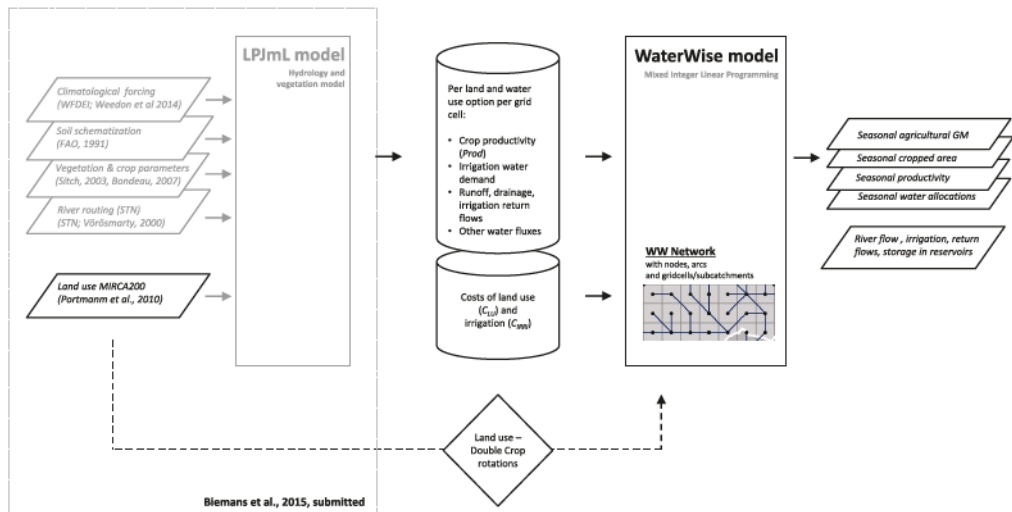 LPJmL model
Hydrology and
vegetation model
Climatological forcing
(WFDEI; Weedon et al 2014)
Soil schematization
(FAO, 1991)
Vegetation & crop parameters
(Sitch, 2003, Bondeau, 2007)
River routing (STN)
(STN; Vörösmarty, 2000)
Land use MIRCA200
(Portmanm et al., 2010)
Per land and water
use option per grid
cell:
• Crop productivity
(Prod)
• Irrigation water
demand
• Runoff, drainage,
irrigation return
flows
• Other water fluxes
Costs of land use
(C_LU) and
irrigation (C_IRRI)
WaterWise model
Mixed Integer Linear Programming
WW Network
with nodes, arcs
and gridcells/subcatchments
Seasonal agricultural GM
Seasonal cropped area
Seasonal productivity
Seasonal water allocations
River flow , irrigation, return
flows, storage in reservoirs
Land use –
Double Crop
rotations
Biemans et al., 2015, submitted